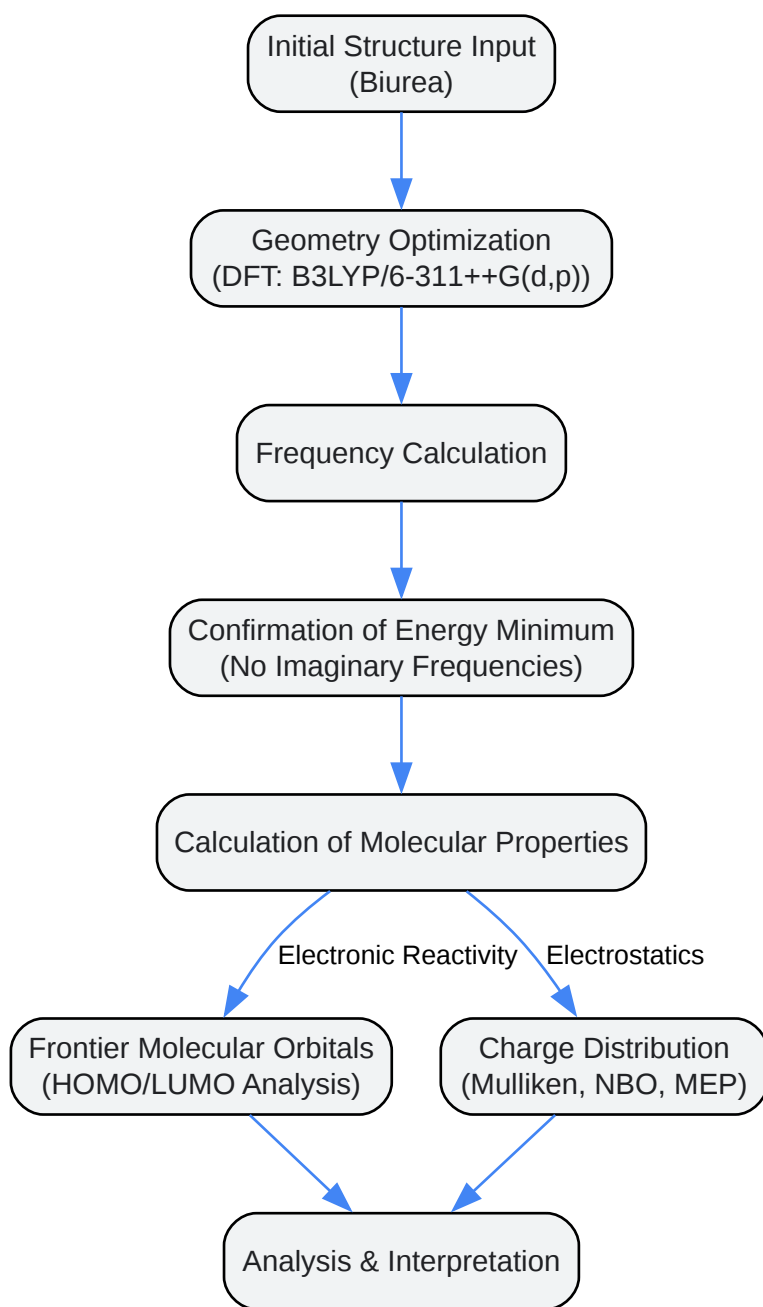 Initial Structure Input
(Biurea)
Geometry Optimization
(DFT: B3LYP/6-311++G(d,p))
Frequency Calculation
Confirmation of Energy Minimum
(No Imaginary Frequencies)
Calculation of Molecular Properties
Electronic Reactivity
Electrostatics
Frontier Molecular Orbitals
(HOMO/LUMO Analysis)
Charge Distribution
(Mulliken, NBO, MEP)
Analysis & Interpretation